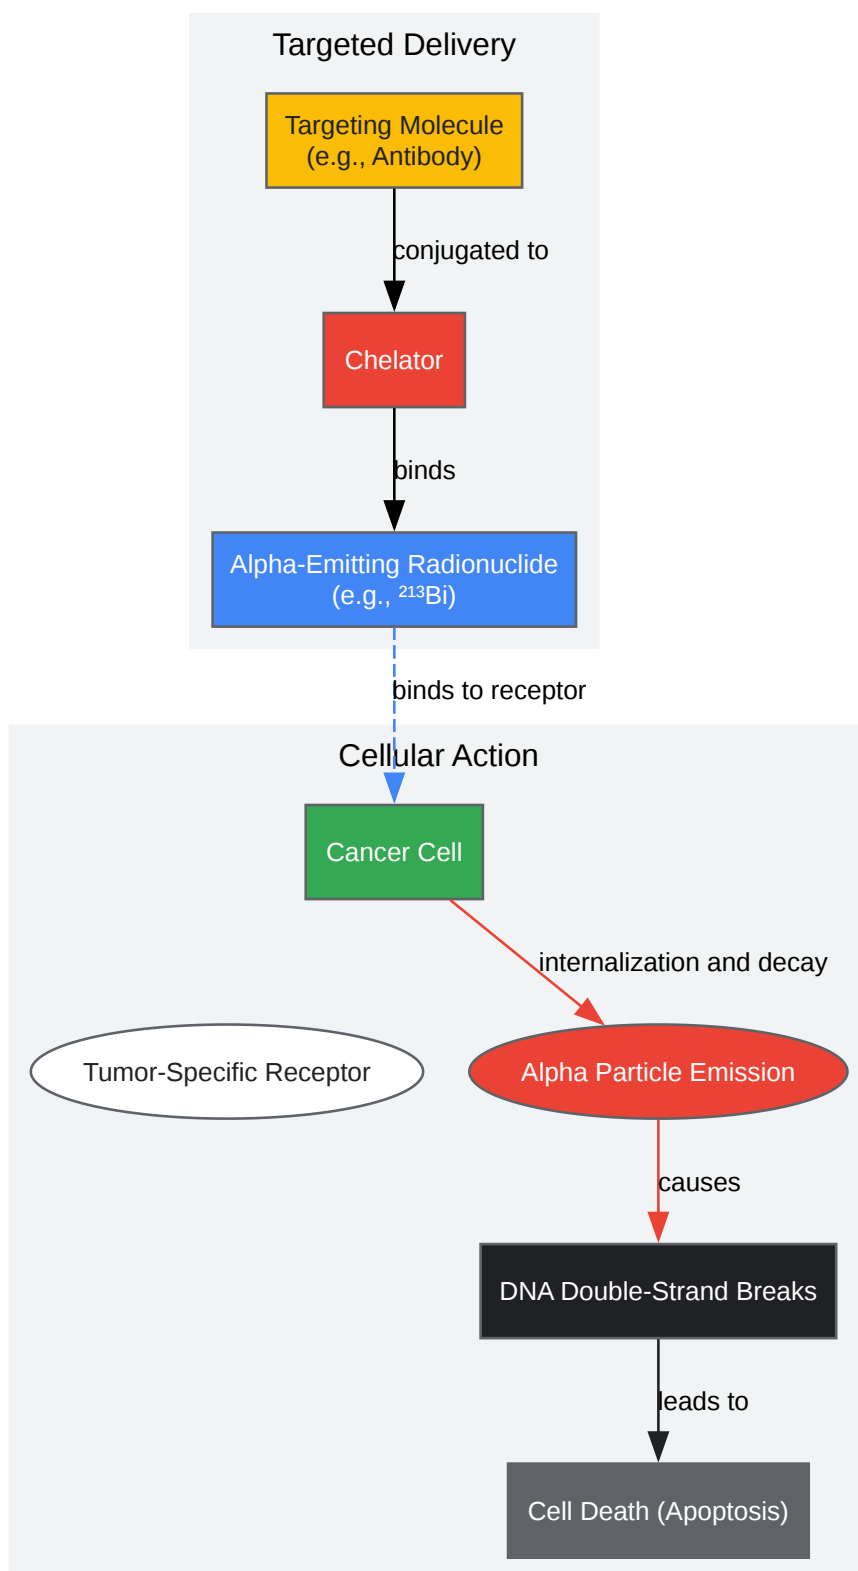 Targeted Delivery
Targeting Molecule
(e.g., Antibody)
conjugated to
Chelator
binds
Alpha-Emitting Radionuclide
(e.g., ²¹³Bi)
binds to receptor
Cellular Action
Cancer Cell
internalization and decay
Tumor-Specific Receptor
Alpha Particle Emission
causes
DNA Double-Strand Breaks
leads to
Cell Death (Apoptosis)